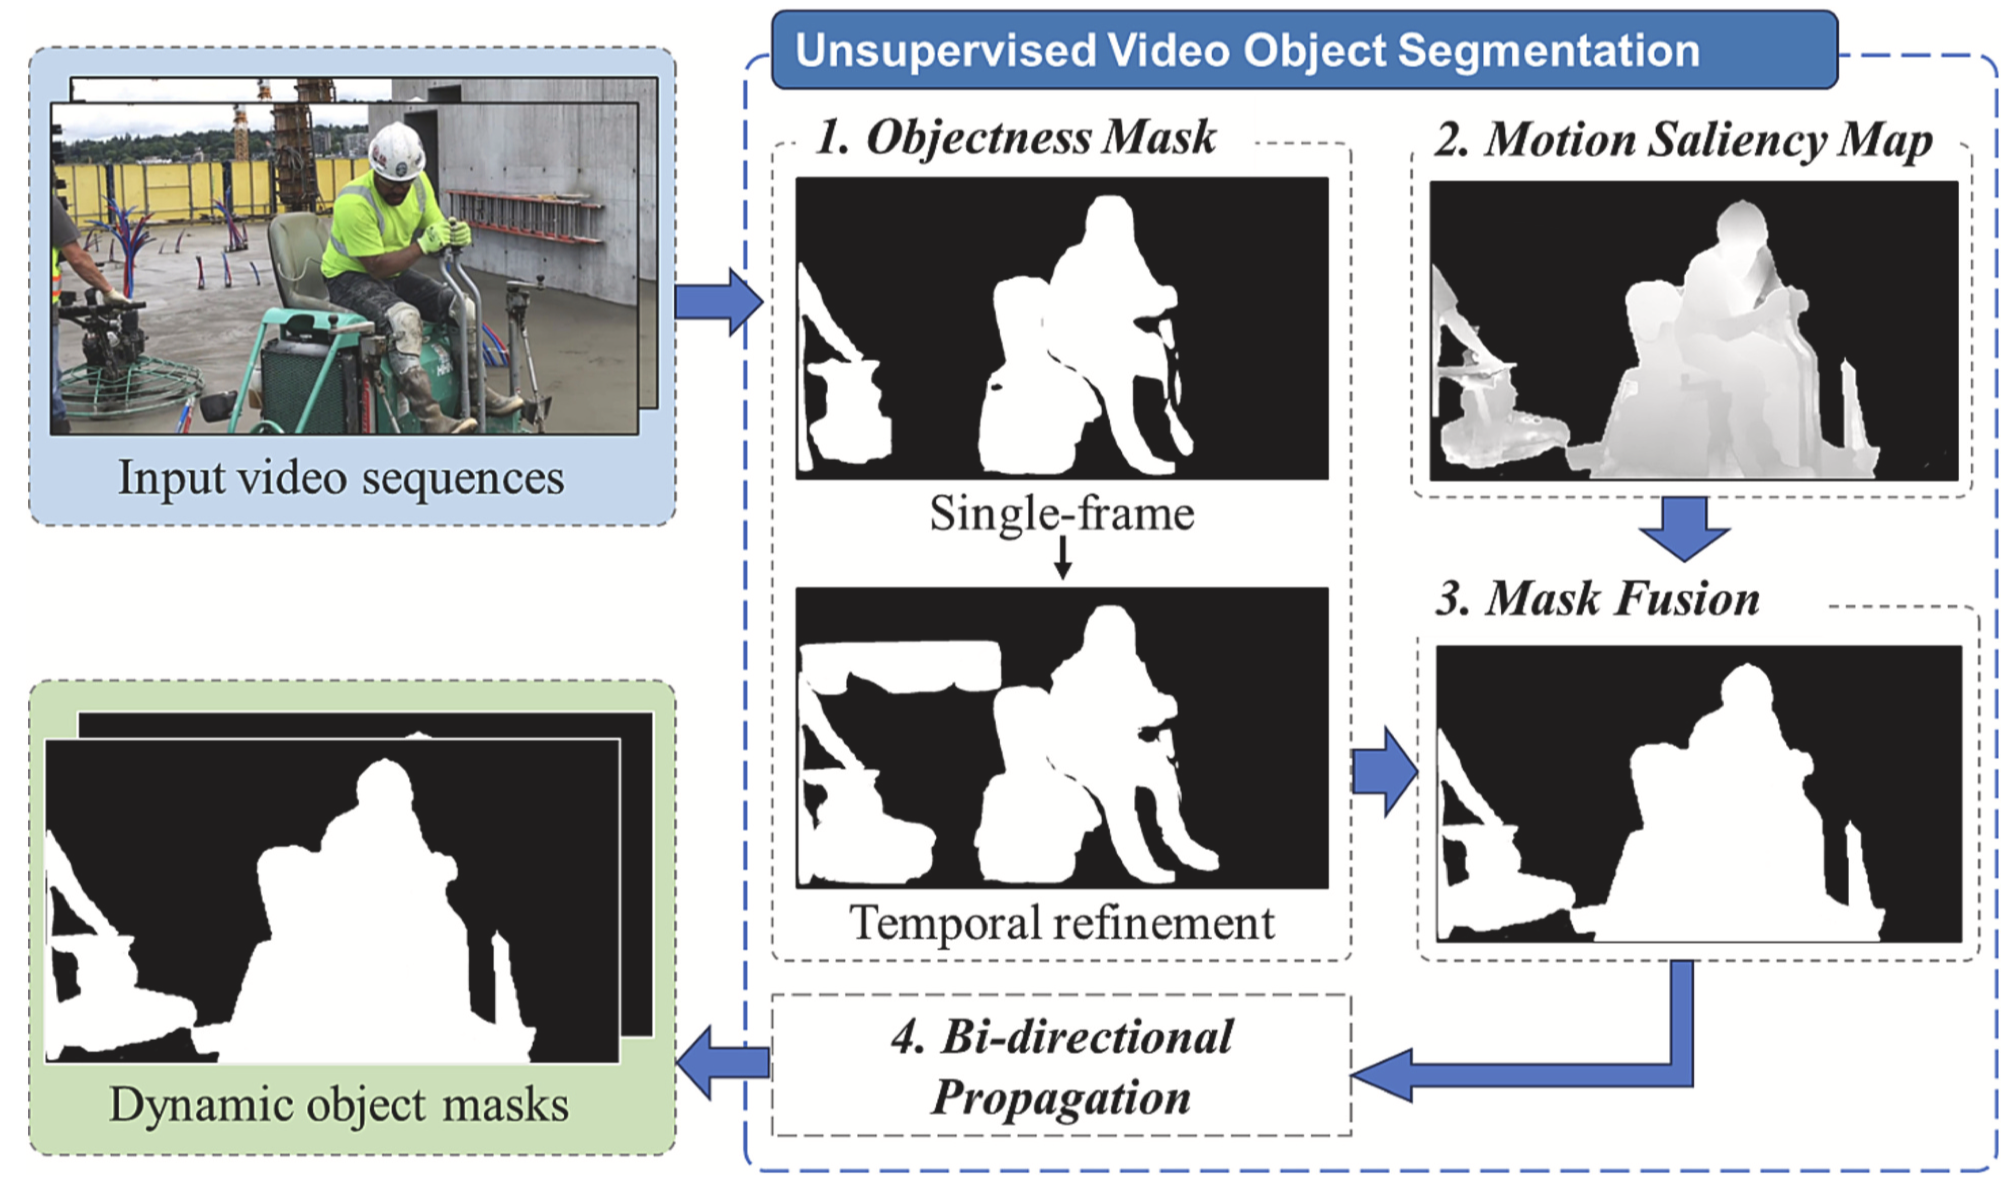 Unsupervised Video Object Segmentation
1. Objectness Mask
2. Motion Saliency Map
Input video sequences
Single-frame
3. Mask Fusion
Temporal refinement
4. Bi-directional
Propagation
Dynamic object masks